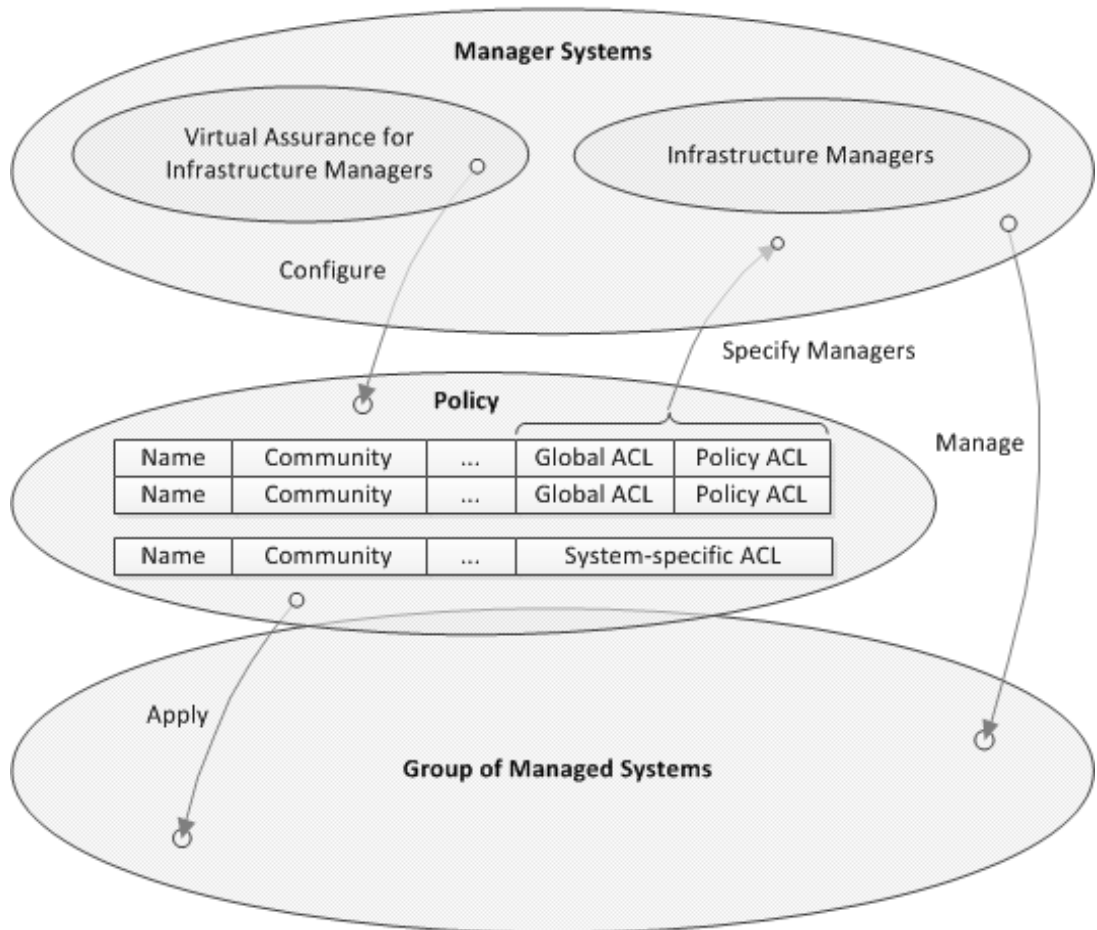 Manager Systems
Virtual Assurance for
Infrastructure Managers
Infrastructure Managers
Configure
Specify Managers
Policy
Manage
Name Community ... Global ACL Policy ACL
Name Community ... Global ACL Policy ACL
Name Community ... System-specific ACL
Apply
Group of Managed Systems